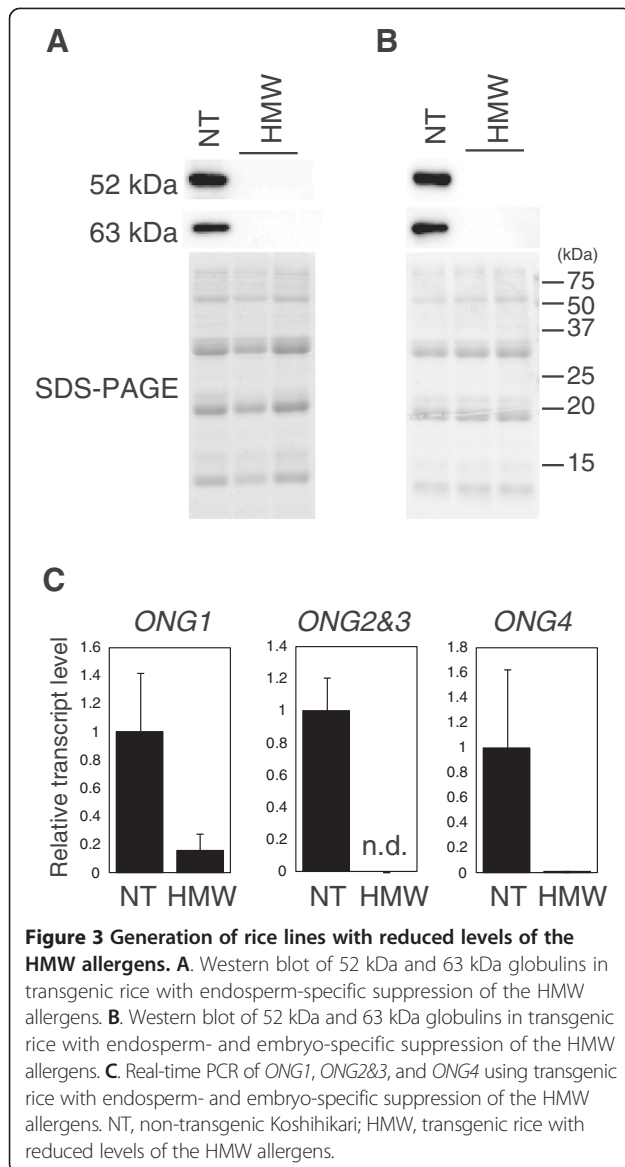 A
B
NT
HMW
NT
HMW
52 kDa
63 kDa
(kDa)
75
50
37
25
20
15
SDS-PAGE
C
ONG1
ONG2&3
ONG4
Relative transcript level
1.6
1.4
1.2
1
0.8
0.6
0.4
0.2
0
NT HMW
1.4
1.2
1
0.8
0.6
0.4
0.2
0
n.d.
NT HMW
1.8
1.6
1.4
1.2
1
0.8
0.6
0.4
0.2
0
NT HMW
Figure 3 Generation of rice lines with reduced levels of the
HMW allergens. A. Western blot of 52 kDa and 63 kDa globulins in
transgenic rice with endosperm-specific suppression of the HMW
allergens. B. Western blot of 52 kDa and 63 kDa globulins in transgenic
rice with endosperm- and embryo-specific suppression of the HMW
allergens. C. Real-time PCR of ONG1, ONG2&3, and ONG4 using transgenic
rice with endosperm- and embryo-specific suppression of the HMW
allergens. NT, non-transgenic Koshihikari; HMW, transgenic rice with
reduced levels of the HMW allergens.